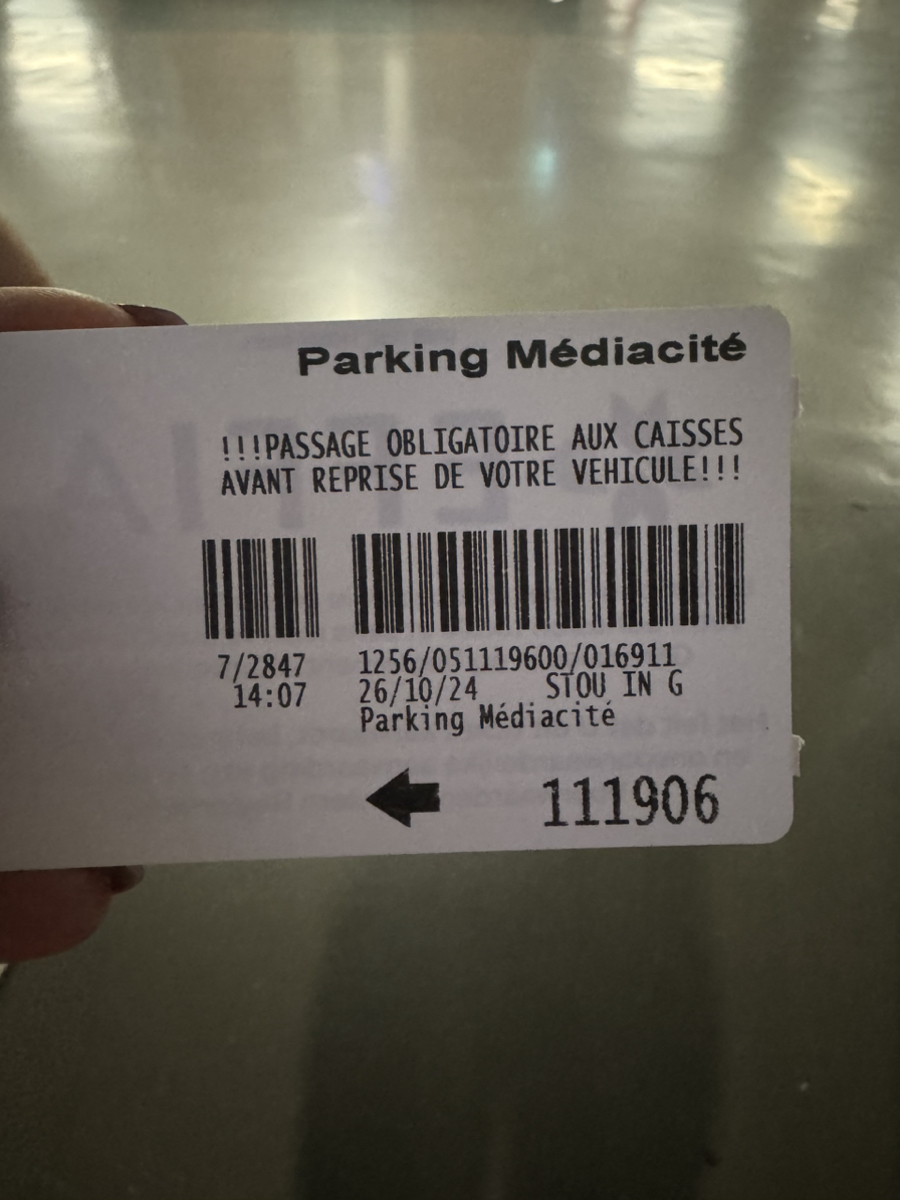 Parking Médiacité
!!!PASSAGE OBLIGATOIRE AUX CAISSES
AVANT REPRISE DE VOTRE VEHICULE!!!
7/2847 1256/051119600/016911
14:07 26/10/24 STOU IN G
Parking Médiacité
111906